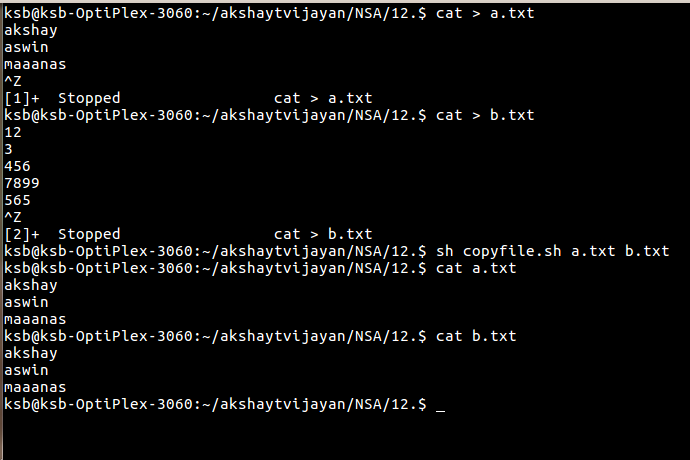 ksb@ksb-OptiPlex-3060:~/akshaytvijayan/NSA/12.$ cat > a.txt
akshay
aswin
maaanas
^Z
[1]+  Stopped                 cat > a.txt
ksb@ksb-OptiPlex-3060:~/akshaytvijayan/NSA/12.$ cat > b.txt
12
3
456
7899
565
^Z
[2]+  Stopped                 cat > b.txt
ksb@ksb-OptiPlex-3060:~/akshaytvijayan/NSA/12.$ sh copyfile.sh a.txt b.txt
ksb@ksb-OptiPlex-3060:~/akshaytvijayan/NSA/12.$ cat a.txt
akshay
aswin
maaanas
ksb@ksb-OptiPlex-3060:~/akshaytvijayan/NSA/12.$ cat b.txt
akshay
aswin
maaanas
ksb@ksb-OptiPlex-3060:~/akshaytvijayan/NSA/12.$ _